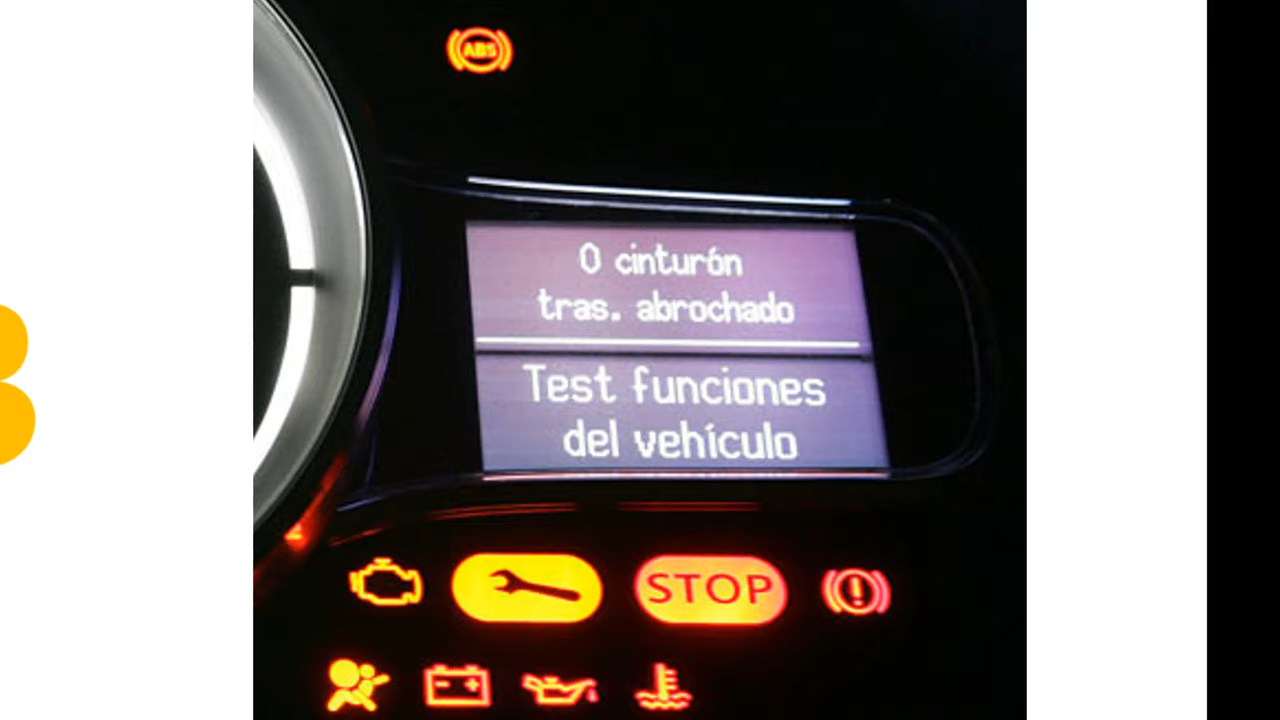 ABS
0 cinturón
tras. abrochado
Test funciones
del vehículo
STOP